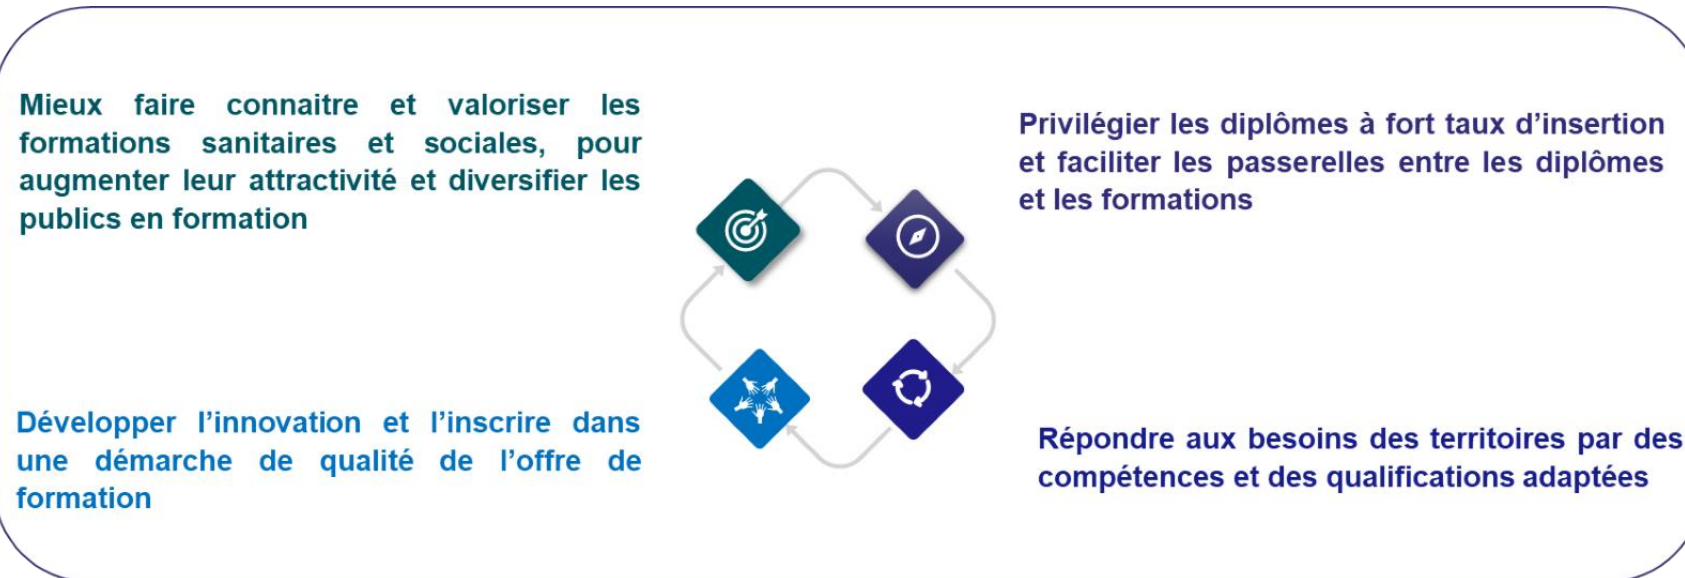 Mieux faire connaitre et valoriser les
formations sanitaires et sociales, pour
augmenter leur attractivité et diversifier les
publics en formation
Privilégier les diplômes à fort taux d’insertion
et faciliter les passerelles entre les diplômes
et les formations
Développer l’innovation et l’inscrire dans
une démarche de qualité de l’offre de
formation
Répondre aux besoins des territoires par des
compétences et des qualifications adaptées